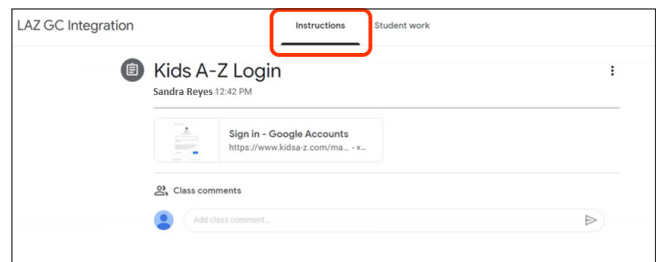 LAZ GC Integration
Instructions
Student work
Kids A-Z Login
Sandra Reyes 12:42 PM
Sign in - Google Accounts
https://www.kidsa-z.com/ma... - v...
Class comments
Add class comment...